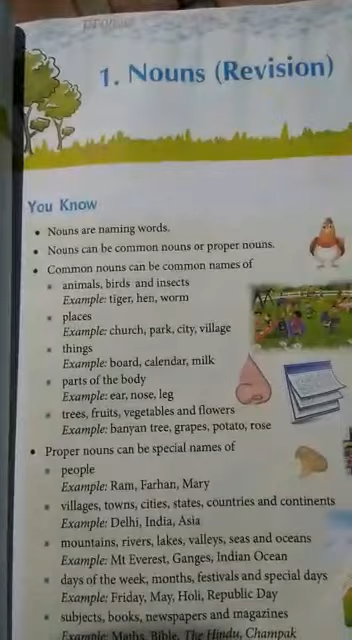 1. Nouns (Revision)
You Know
• Nouns are naming words.
• Nouns can be common nouns or proper nouns.
• Common nouns can be common names of
▪ animals, birds and insects
Example: tiger, hen, worm
▪ places
Example: church, park, city, village
▪ things
Example: board, calendar, milk
▪ parts of the body
Example: ear, nose, leg
▪ trees, fruits, vegetables and flowers
Example: banyan tree, grapes, potato, rose
• Proper nouns can be special names of
▪ people
Example: Ram, Farhan, Mary
▪ villages, towns, cities, states, countries and continents
Example: Delhi, India, Asia
▪ mountains, rivers, lakes, valleys, seas and oceans
Example: Mt Everest, Ganges, Indian Ocean
▪ days of the week, months, festivals and special days
Example: Friday, May, Holi, Republic Day
▪ subjects, books, newspapers and magazines
Example: Maths, Bible, The Hindu, Champak